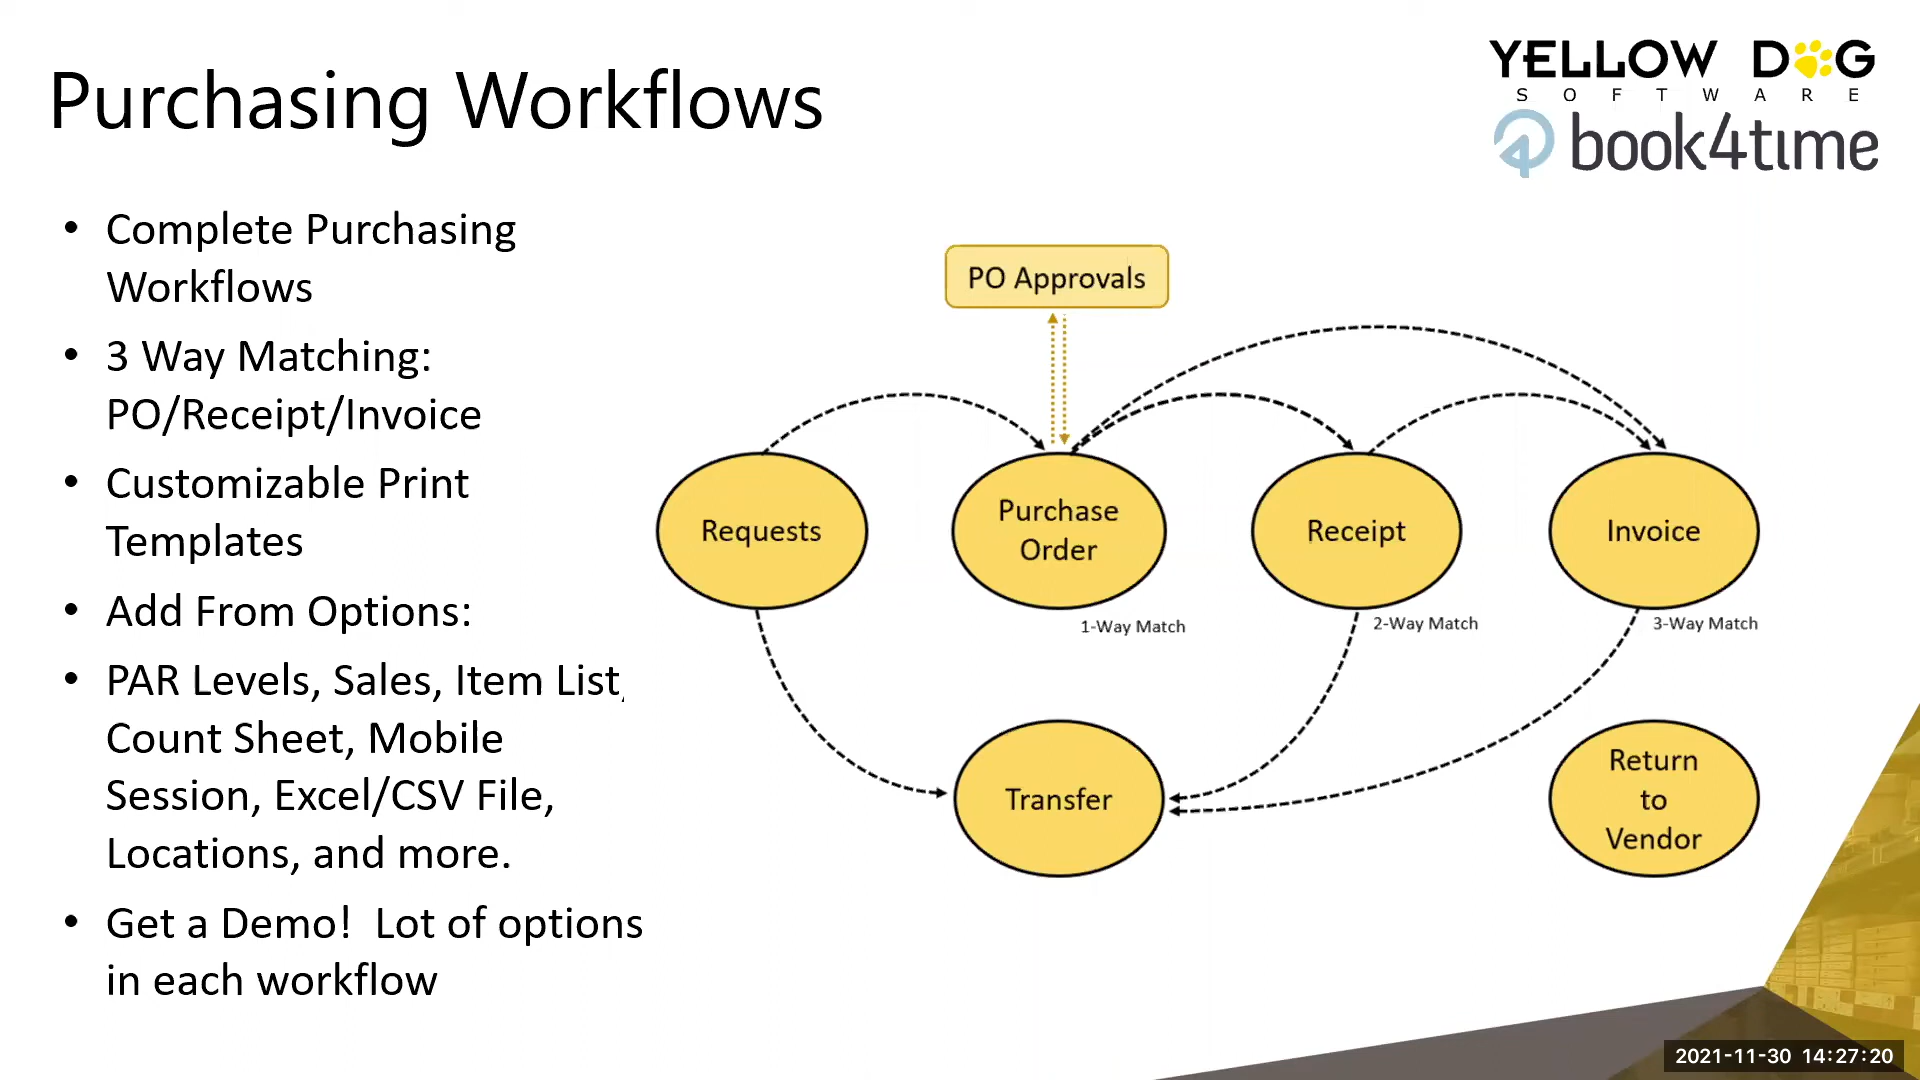 Purchasing Workflows
YELLOW DOG
SOFTWARE
book4time
• Complete Purchasing
Workflows
• 3 Way Matching:
PO/Receipt/Invoice
• Customizable Print
Templates
• Add From Options:
• PAR Levels, Sales, Item List,
Count Sheet, Mobile
Session, Excel/CSV File,
Locations, and more.
• Get a Demo!  Lot of options
in each workflow
PO Approvals
Requests
Purchase
Order
Receipt
Invoice
1-Way Match
2-Way Match
3-Way Match
Transfer
Return
to
Vendor
2021-11-30 14:27:20